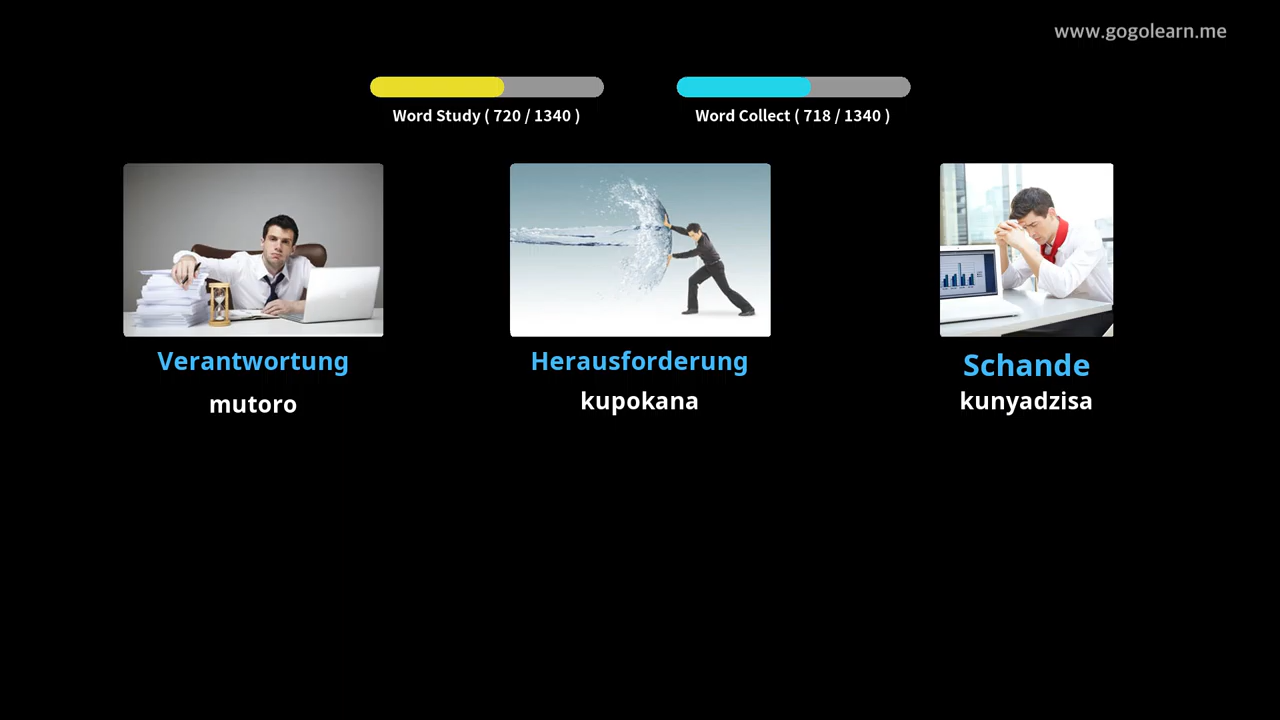 www.gogolearn.me
Word Study ( 720 / 1340 )
Word Collect ( 718 / 1340 )
Verantwortung
mutoro
Herausforderung
kupokana
Schande
kunyadzisa